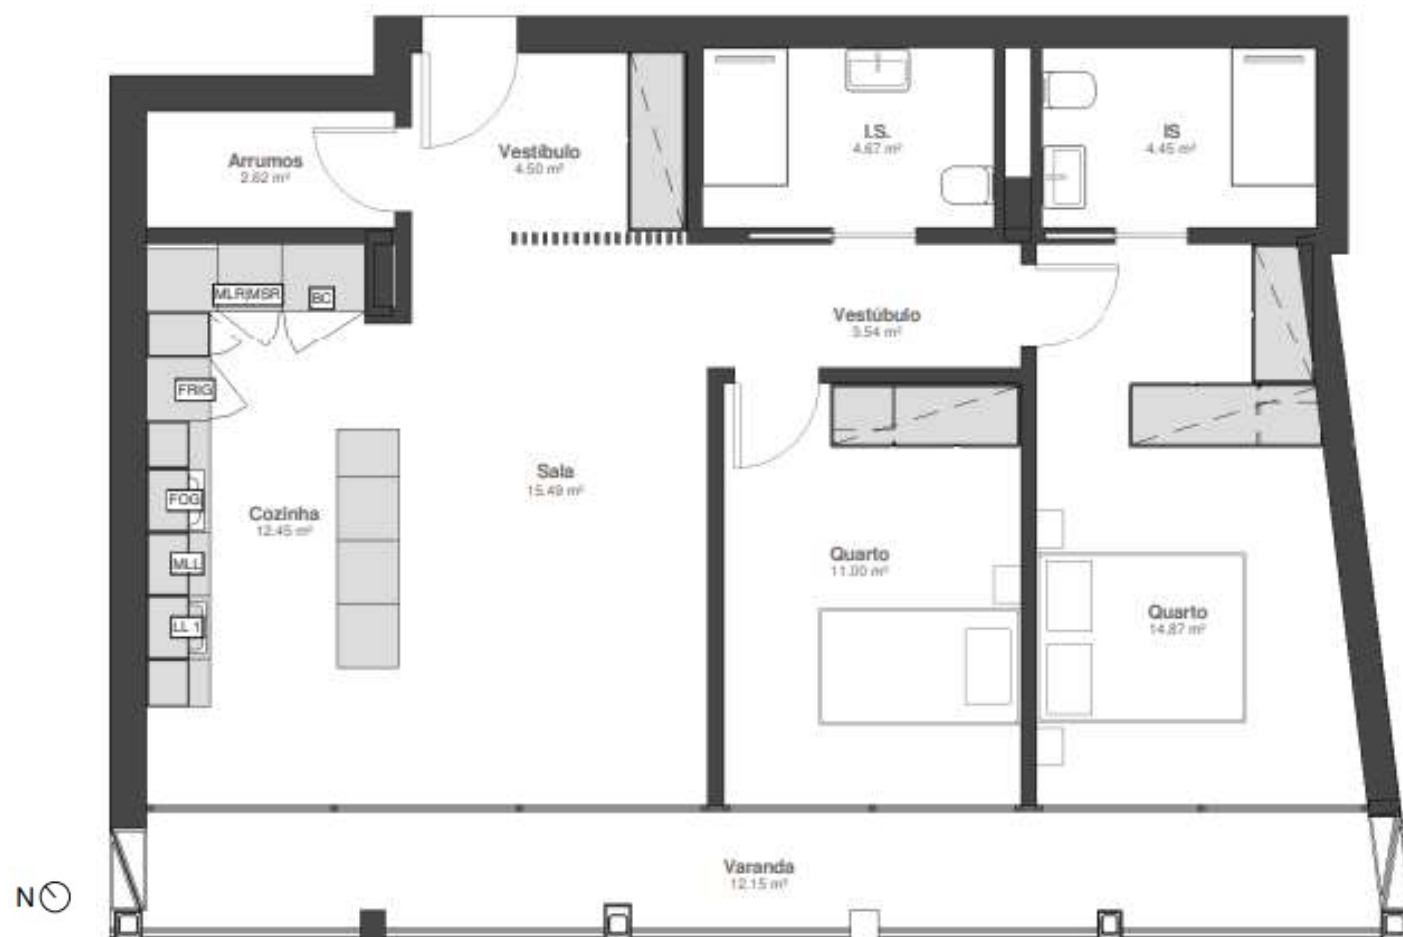 Arrumos
2.62 m²
Vestíbulo
4.50 m²
I.S.
4.67 m²
IS
4.45 m²
MLR|MSR
BC
Vestúbulo
3.54 m²
FRIG
FOG
MLL
LL 1
Cozinha
12.45 m²
Sala
15.49 m²
Quarto
11.00 m²
Quarto
14.87 m²
Varanda
12.15 m²
N